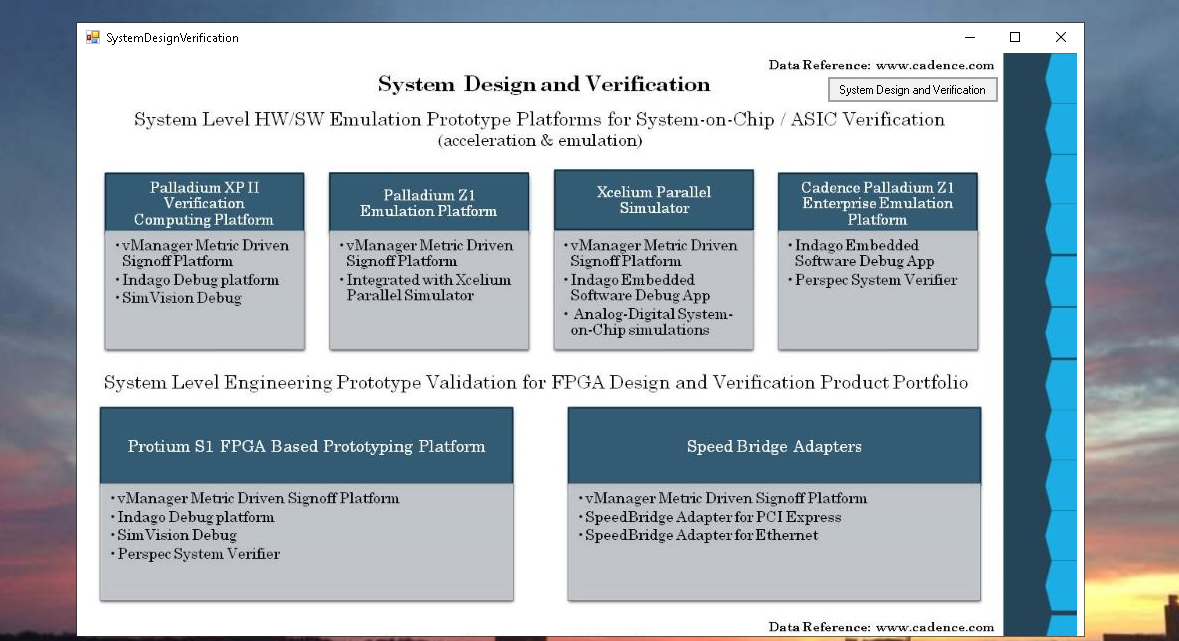 SystemDesignVerification
Data Reference: www.cadence.com
System Design and Verification
System Design and Verification
System Level HW/SW Emulation Prototype Platforms for System-on-Chip / ASIC Verification
(acceleration & emulation)
Palladium XP II
Verification
Computing Platform
• vManager Metric Driven
Signoff Platform
• Indago Debug platform
• SimVision Debug
Palladium Z1
Emulation Platform
• vManager Metric Driven
Signoff Platform
• Integrated with Xcelium
Parallel Simulator
Xcelium Parallel
Simulator
• vManager Metric Driven
Signoff Platform
• Indago Embedded
Software Debug App
• Analog-Digital System-
on-Chip simulations
Cadence Palladium Z1
Enterprise Emulation
Platform
• Indago Embedded
Software Debug App
• Perspec System Verifier
System Level Engineering Prototype Validation for FPGA Design and Verification Product Portfolio
Protium S1 FPGA Based Prototyping Platform
• vManager Metric Driven Signoff Platform
• Indago Debug platform
• SimVision Debug
• Perspec System Verifier
Speed Bridge Adapters
• vManager Metric Driven Signoff Platform
• SpeedBridge Adapter for PCI Express
• SpeedBridge Adapter for Ethernet
Data Reference: www.cadence.com